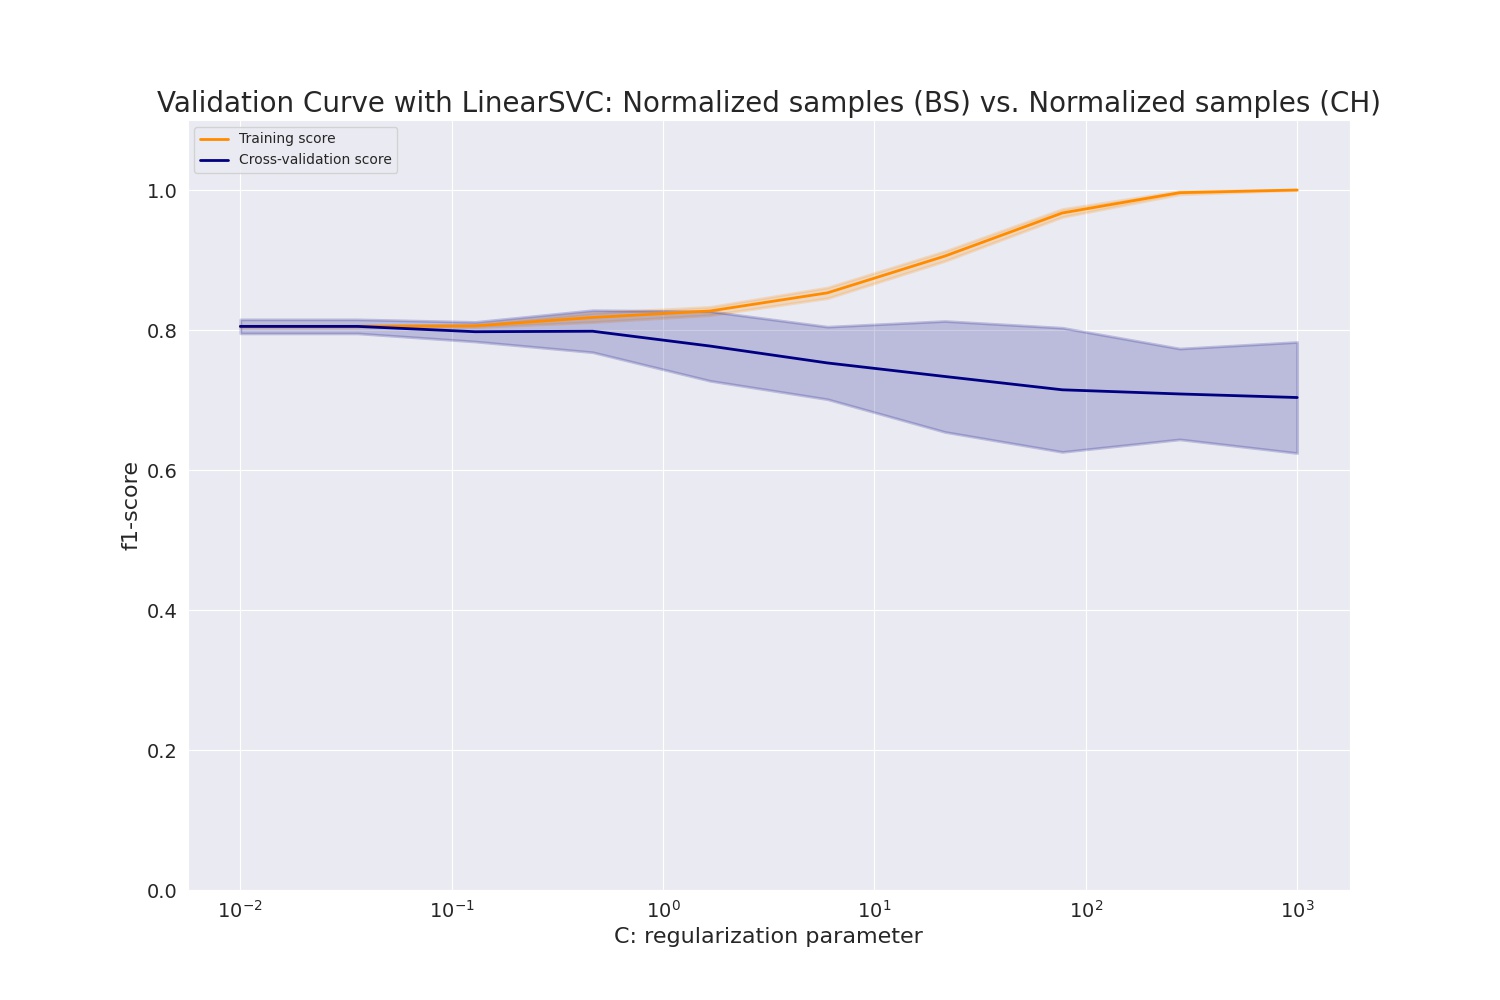 Validation Curve with LinearSVC: Normalized samples (BS) vs. Normalized samples (CH)
Training score
Cross-validation score
1.0
0.8
0.6
0.4
0.2
0.0
f1-score
10⁻² 10⁻¹ 10⁰ 10¹ 10² 10³
C: regularization parameter